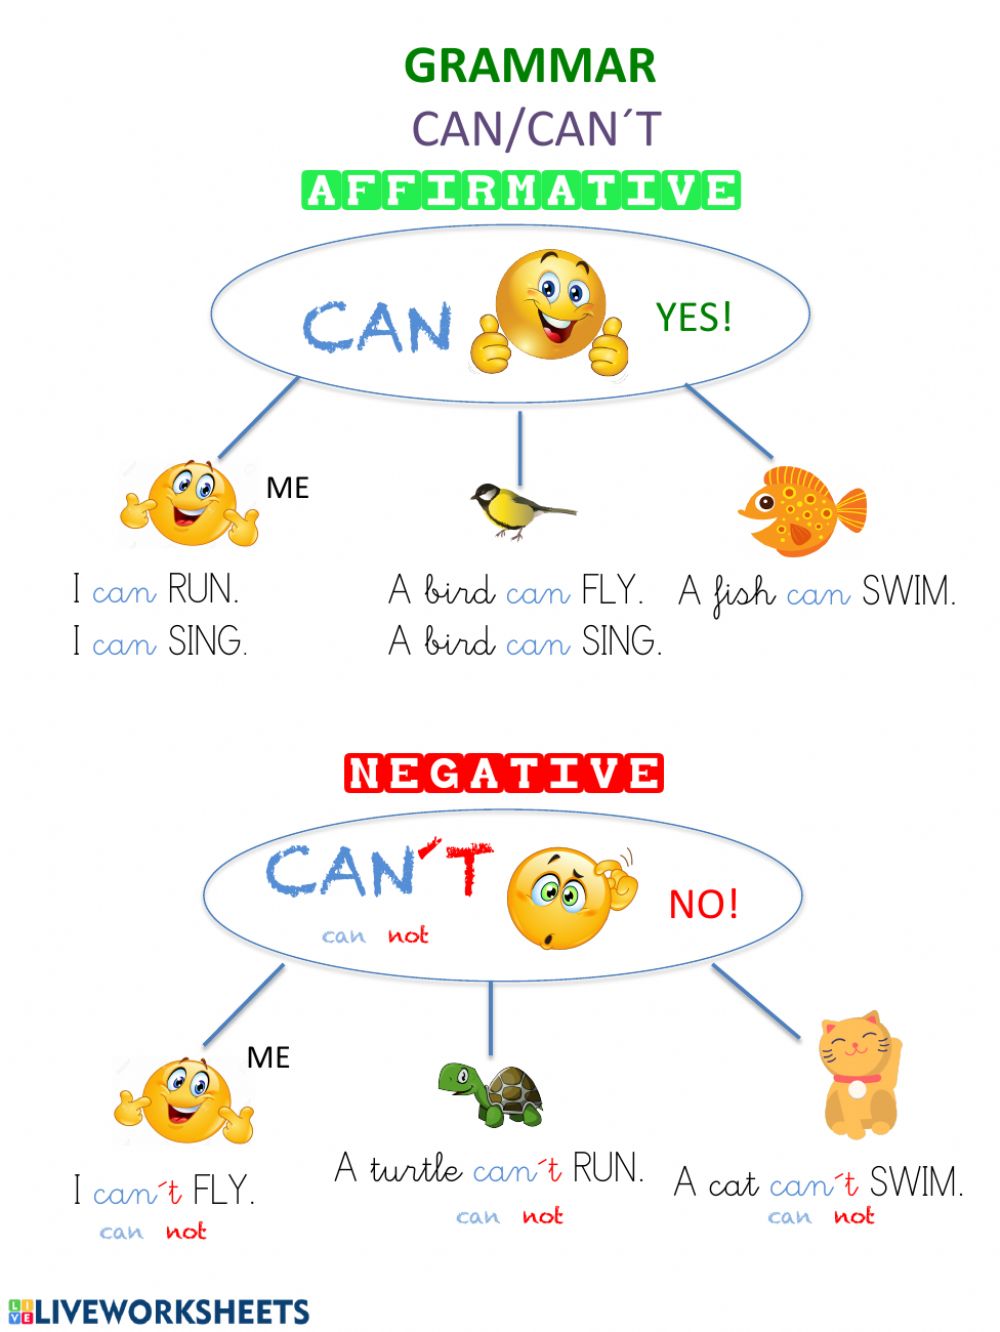 GRAMMAR
CAN/CAN´T
AFFIRMATIVE
CAN YES!
ME
I can RUN.
I can SING.
A bird can FLY.
A bird can SING.
A fish can SWIM.
NEGATIVE
CAN´T NO!
can not
ME
I can´t FLY.
can not
A turtle can´t RUN.
can not
A cat can´t SWIM.
can not
LIVEWORKSHEETS